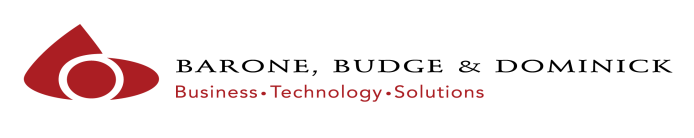 BARONE, BUDGE & DOMINICK
Business•Technology•Solutions